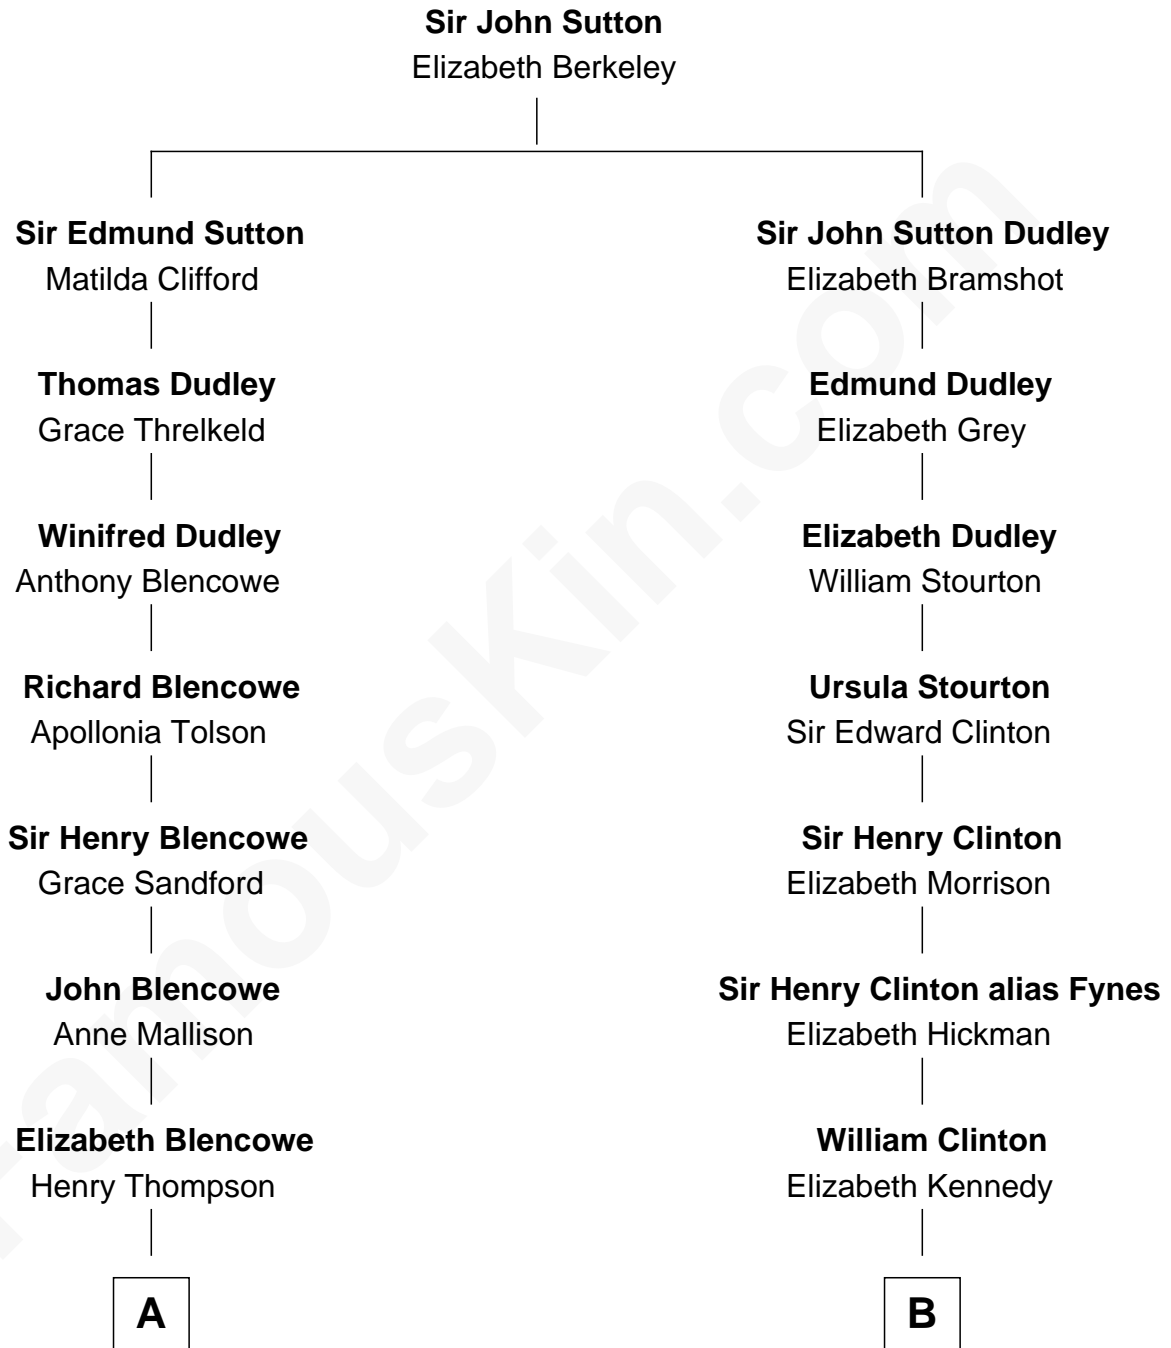 Sir John Sutton
Elizabeth Berkeley
Sir Edmund Sutton
Matilda Clifford
Sir John Sutton Dudley
Elizabeth Bramshot
Thomas Dudley
Grace Threlkeld
Edmund Dudley
Elizabeth Grey
Winifred Dudley
Anthony Blencowe
Elizabeth Dudley
William Stourton
Richard Blencowe
Apollonia Tolson
Ursula Stourton
Sir Edward Clinton
Sir Henry Blencowe
Grace Sandford
Sir Henry Clinton
Elizabeth Morrison
John Blencowe
Anne Mallison
Sir Henry Clinton alias Fynes
Elizabeth Hickman
Elizabeth Blencowe
Henry Thompson
William Clinton
Elizabeth Kennedy
A
B
FamousKin.com